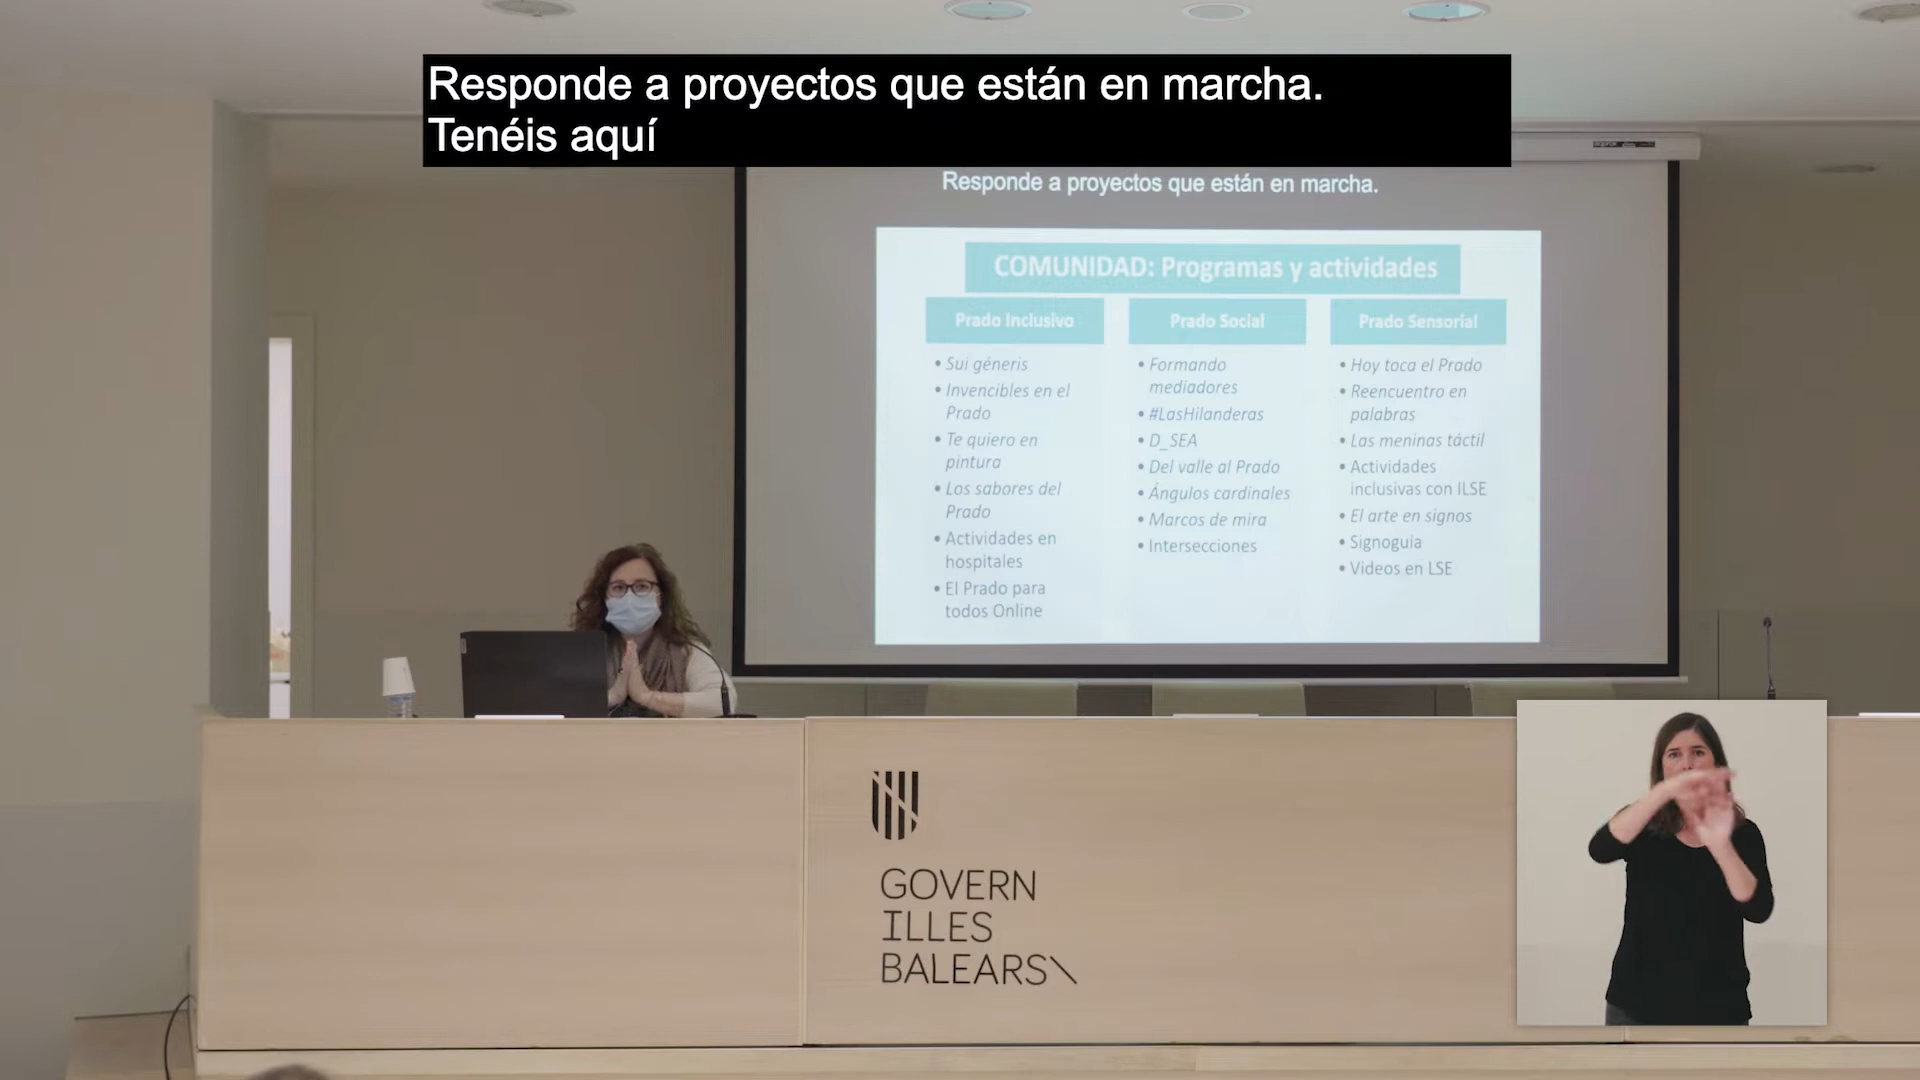 Responde a proyectos que están en marcha.
Tenéis aquí
Responde a proyectos que están en marcha.
COMUNIDAD: Programas y actividades
Prado Inclusivo
• Sui géneris
• Invencibles en el
Prado
• Te quiero en
pintura
• Los sabores del
Prado
• Actividades en
hospitales
• El Prado para
todos Online
Prado Social
• Formando
mediadores
• #LasHilanderas
• D_SEA
• Del valle al Prado
• Ángulos cardinales
• Marcos de mira
• Intersecciones
Prado Sensorial
• Hoy toca el Prado
• Reencuentro en
palabras
• Las meninas táctil
• Actividades
inclusivas con ILSE
• El arte en signos
• Signoguía
• Videos en LSE
GOVERN
ILLES
BALEARS